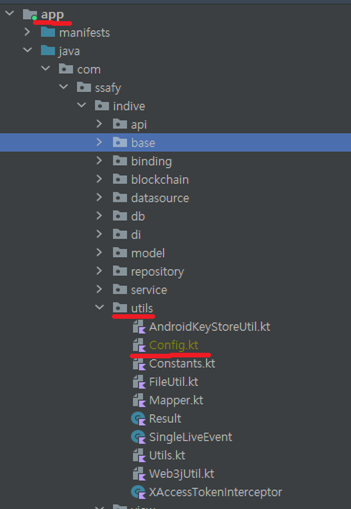 app
manifests
java
com
ssafy
indive
api
base
binding
blockchain
datasource
db
di
model
repository
service
utils
AndroidKeyStoreUtil.kt
Config.kt
Constants.kt
FileUtil.kt
Mapper.kt
Result
SingleLiveEvent
Utils.kt
Web3jUtil.kt
XAccessTokenInterceptor
view